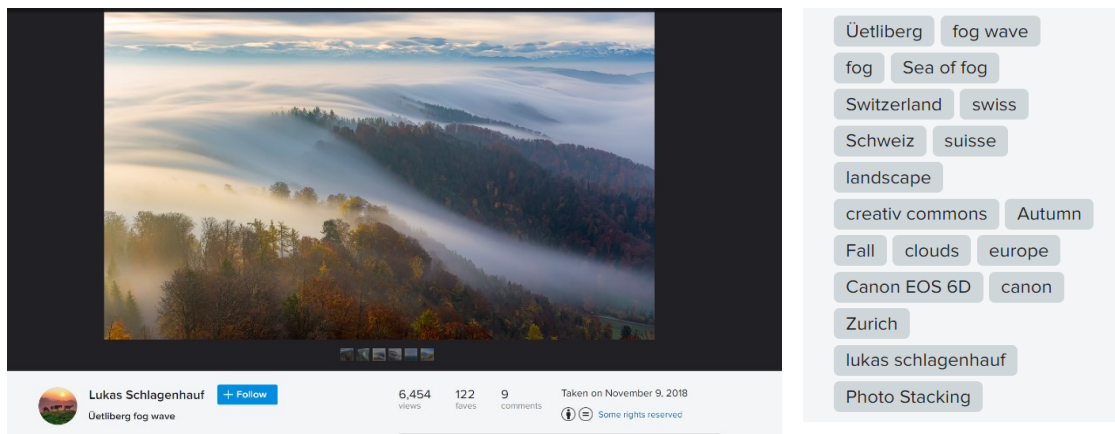 Lukas Schlagenhauf
+ Follow
Üetliberg fog wave
6,454
views
122
faves
9
comments
Taken on November 9, 2018
Some rights reserved
Üetliberg fog wave
fog Sea of fog
Switzerland swiss
Schweiz suisse
landscape
creativ commons Autumn
Fall clouds europe
Canon EOS 6D canon
Zurich
lukas schlagenhauf
Photo Stacking